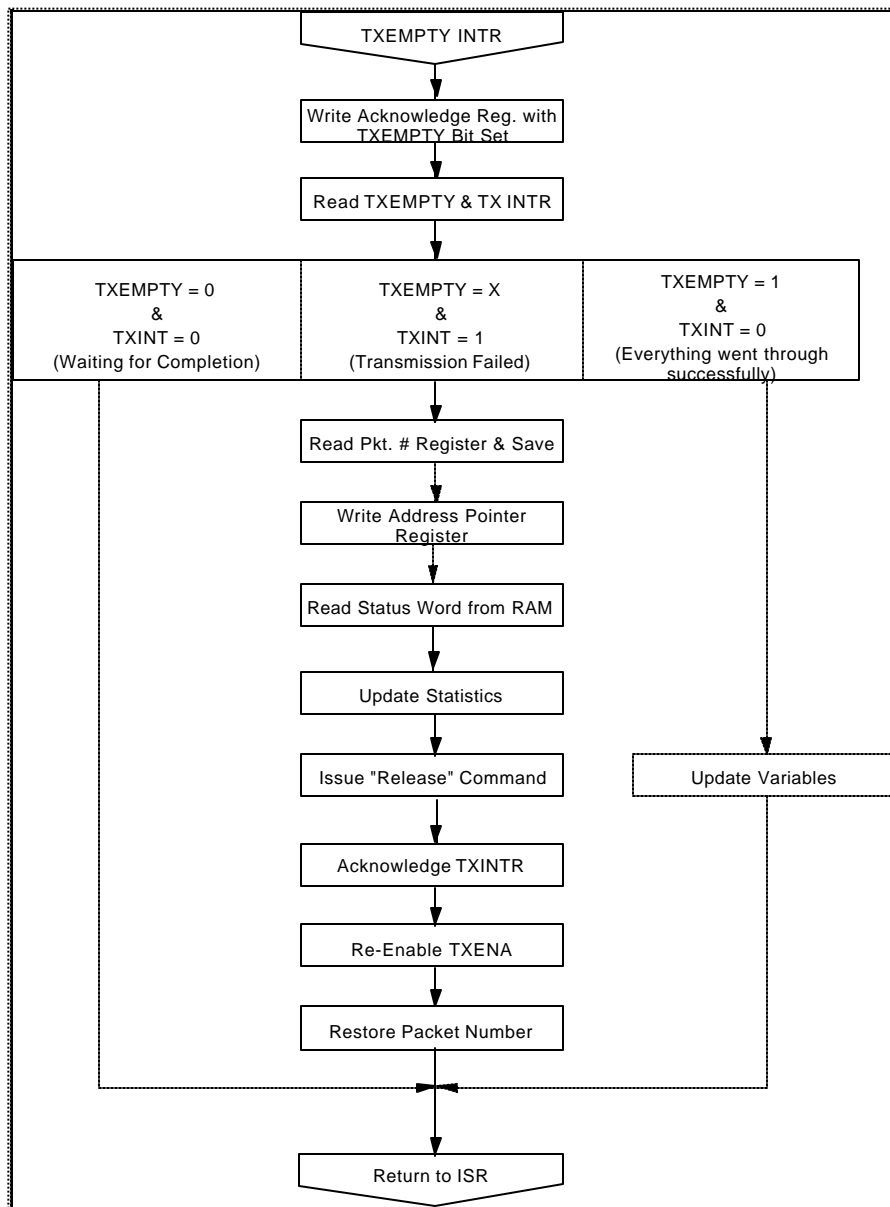 TXEMPTY INTR
Write Acknowledge Reg. with
TXEMPTY Bit Set
Read TXEMPTY & TX INTR
TXEMPTY = 0
&
TXINT = 0
(Waiting for Completion)
TXEMPTY = X
&
TXINT = 1
(Transmission Failed)
TXEMPTY = 1
&
TXINT = 0
(Everything went through
successfully)
Read Pkt. # Register & Save
Write Address Pointer
Register
Read Status Word from RAM
Update Statistics
Issue "Release" Command
Update Variables
Acknowledge TXINTR
Re-Enable TXENA
Restore Packet Number
Return to ISR